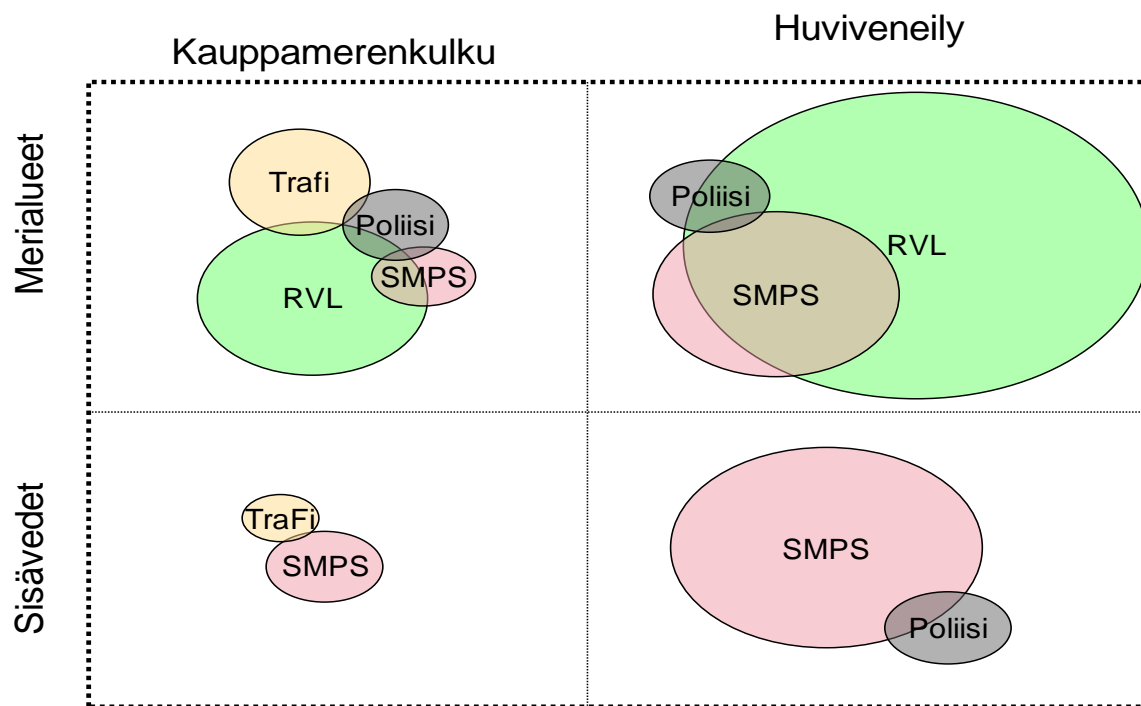 Kauppamerenkulku
Huviveneily
Merialueet
Trafi
Poliisi
SMPS
RVL
Poliisi
RVL
SMPS
Sisävedet
TraFi
SMPS
SMPS
Poliisi